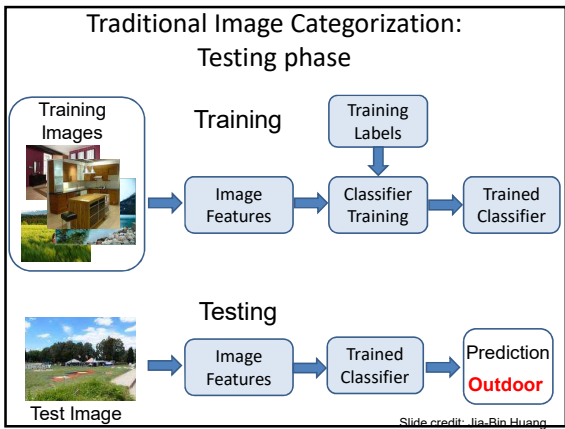 Traditional Image Categorization:
Testing phase
Training
Images
Training
Training
Labels
Image
Features
Classifier
Training
Trained
Classifier
Testing
Test Image
Image
Features
Trained
Classifier
Prediction
Outdoor
Slide credit: Jia-Bin Huang